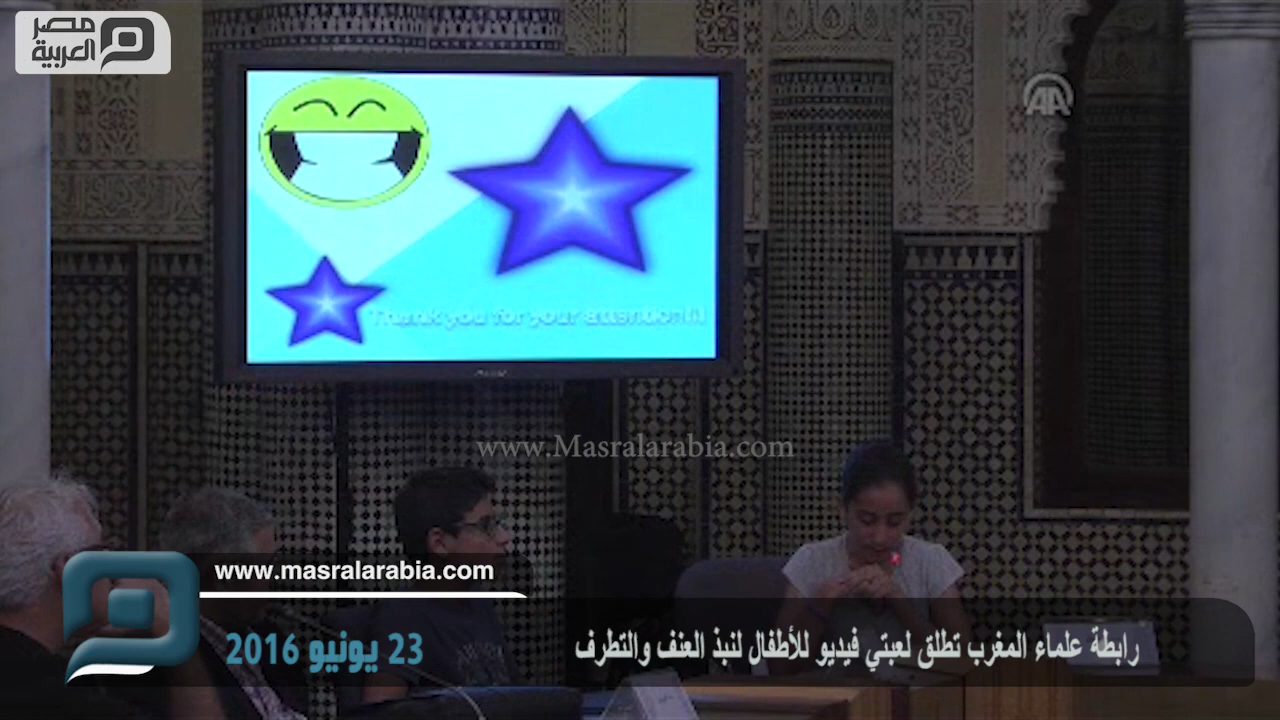 مصر
العربية
AA
Thank you for your attention!!!
www.Masralarabia.com
www.masralarabia.com
رابطة علماء المغرب تطلق لعبتي فيديو للأطفال لنبذ العنف والتطرف
23 يونيو 2016